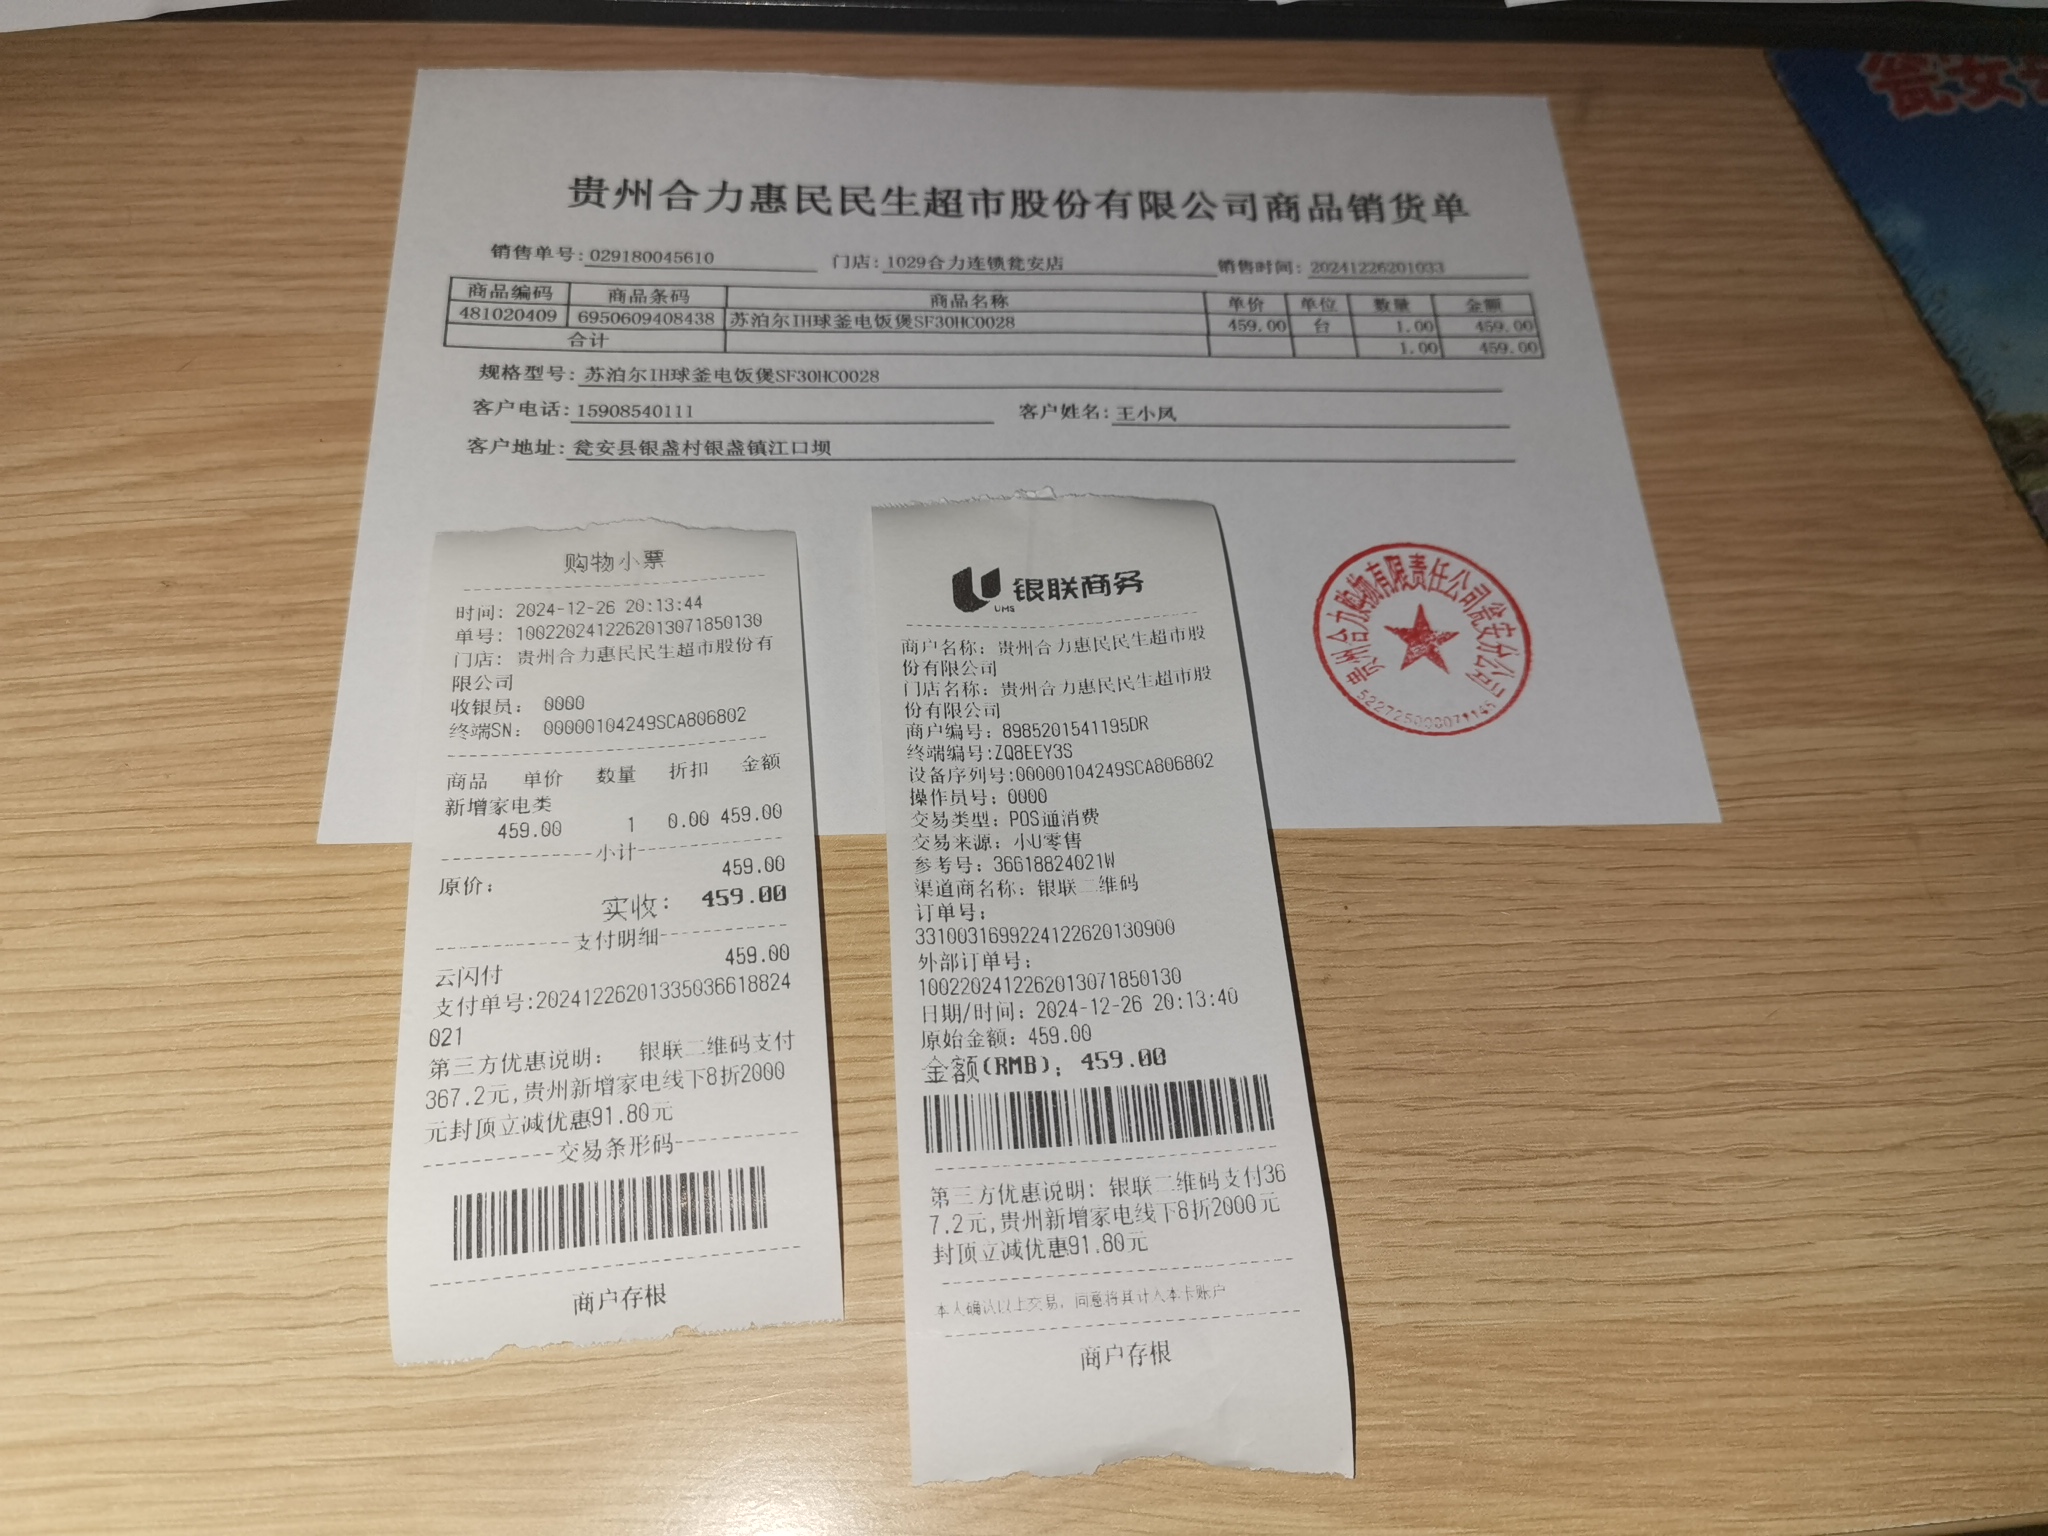 贵州合力惠民民生超市股份有限公司商品销货单
销售单号: 029180045610 门店: 1029合力连锁瓮安店 销售时间: 20241226201033
商品编码 商品条码 商品名称 单价 单位 数量 金额
481020409 6950609408438 苏泊尔IH球釜电饭煲SF30HC0028 459.00 台 1.00 459.00
合计 1.00 459.00
规格型号: 苏泊尔IH球釜电饭煲SF30HC0028
客户电话: 15908540111 客户姓名: 王小凤
客户地址: 瓮安县银盏村银盏镇江口坝
购物小票
时间: 2024-12-26 20:13:44
单号: 1002202412262013071850130
门店: 贵州合力惠民民生超市股份有
限公司
收银员: 0000
终端SN: 00000104249SCA806802
商品 单价 数量 折扣 金额
新增家电类
459.00 1 0.00 459.00
小计
原价: 459.00
实收: 459.00
支付明细
云闪付 459.00
支付单号:20241226201335036618824
021
第三方优惠说明: 银联二维码支付
367.2元,贵州新增家电线下8折2000
元封顶立减优惠91.80元
交易条形码
商户存根
UMS 银联商务
商户名称: 贵州合力惠民民生超市股
份有限公司
门店名称: 贵州合力惠民民生超市股
份有限公司
商户编号: 8985201541195DR
终端编号:ZQ8EEY3S
设备序列号:00000104249SCA806802
操作员号: 0000
交易类型: POS通消费
交易来源: 小U零售
参考号: 36618824021W
渠道商名称: 银联二维码
订单号:
3310031699224122620130900
外部订单号:
1002202412262013071850130
日期/时间: 2024-12-26 20:13:40
原始金额: 459.00
金额(RMB): 459.00
第三方优惠说明: 银联二维码支付36
7.2元,贵州新增家电线下8折2000元
封顶立减优惠91.80元
本人确认以上交易, 同意将其计入本卡账户
商户存根
贵州合力购物有限责任公司瓮安分公司
瓮安